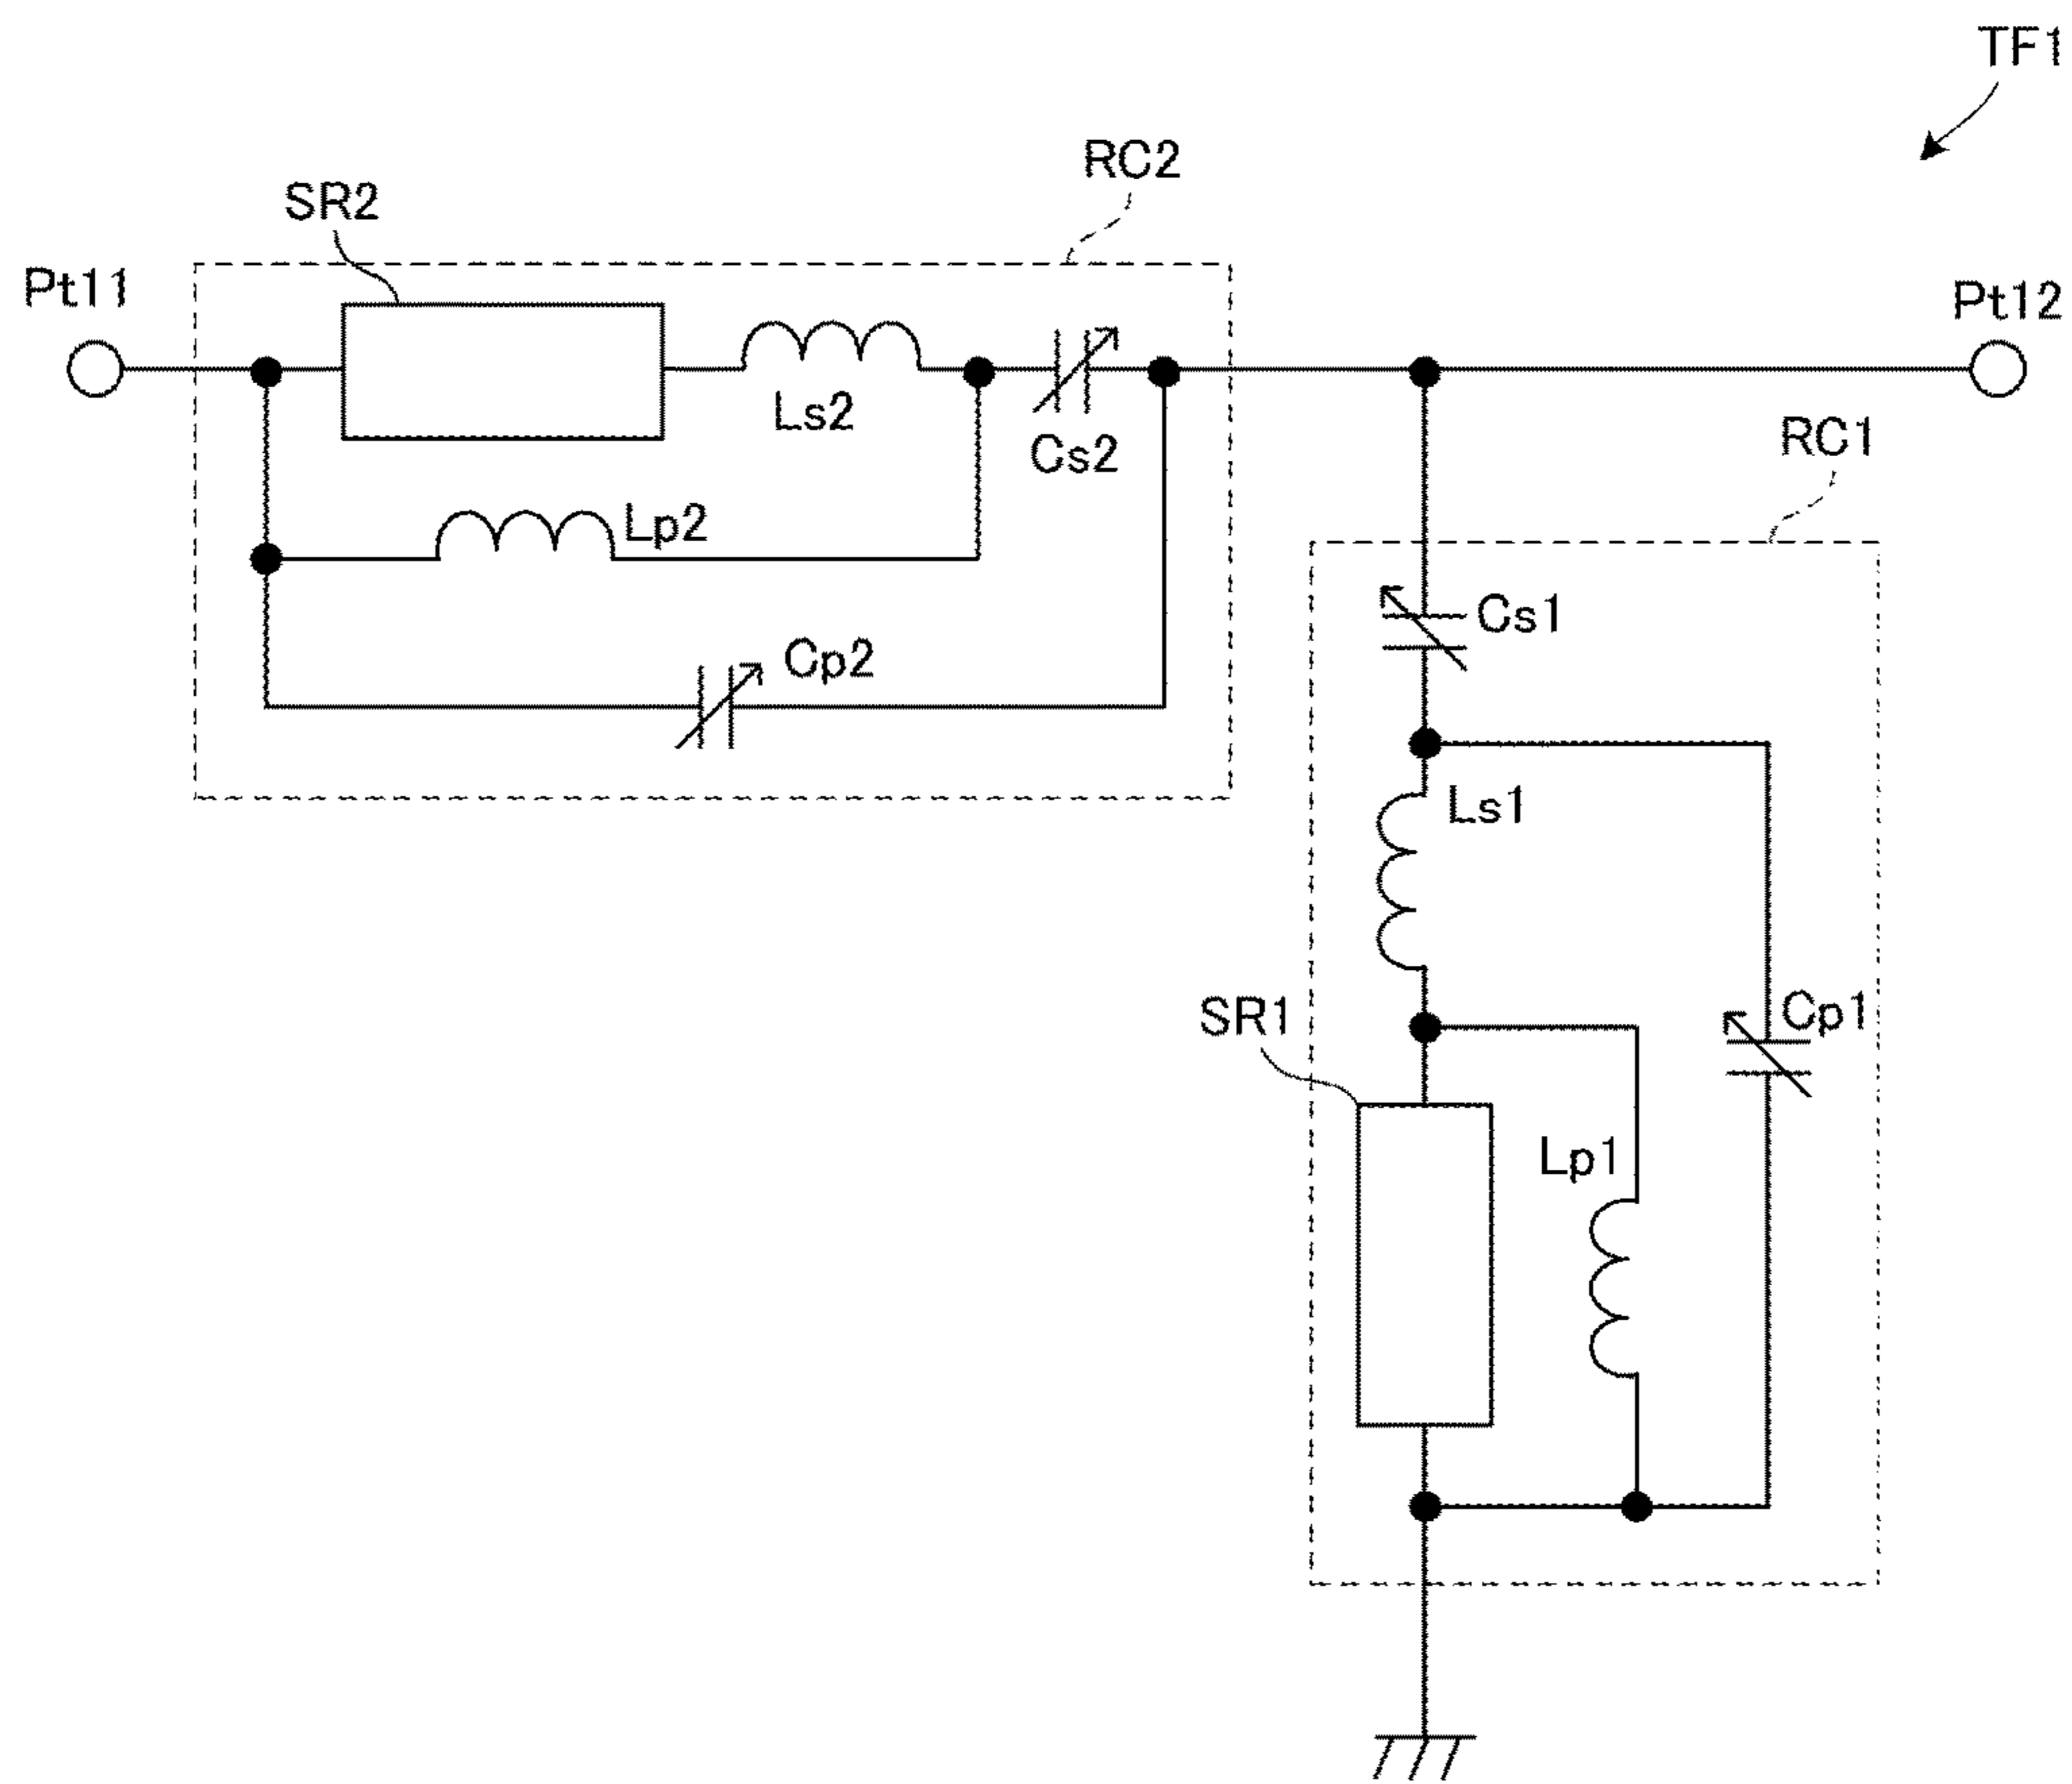 TF1
RC2
SR2
Pt11
Pt12
Ls2
Cs2
RC1
Lp2
Cp2
Cs1
Ls1
SR1
Cp1
Lp1